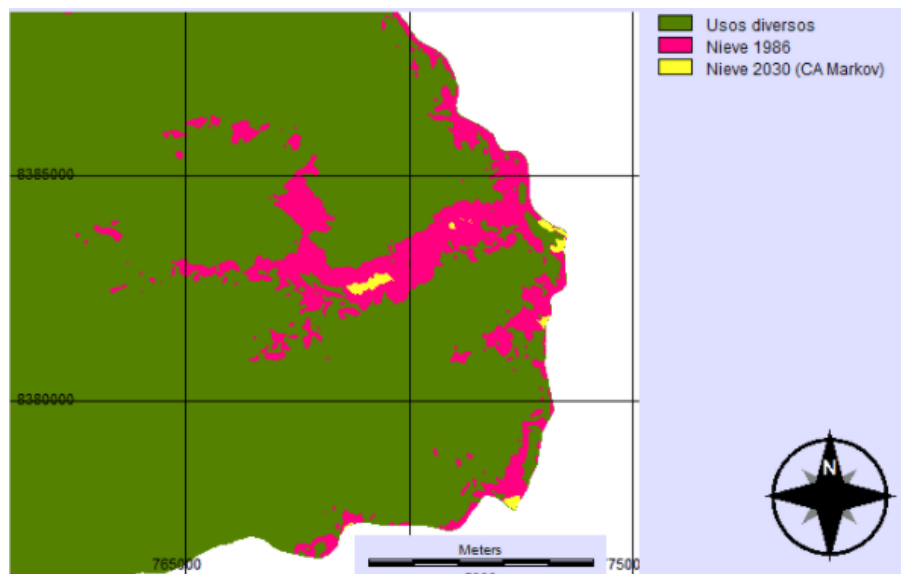 Usos diversos
Nieve 1986
Nieve 2030 (CA Markov)
8385000
8380000
N
Meters
765000